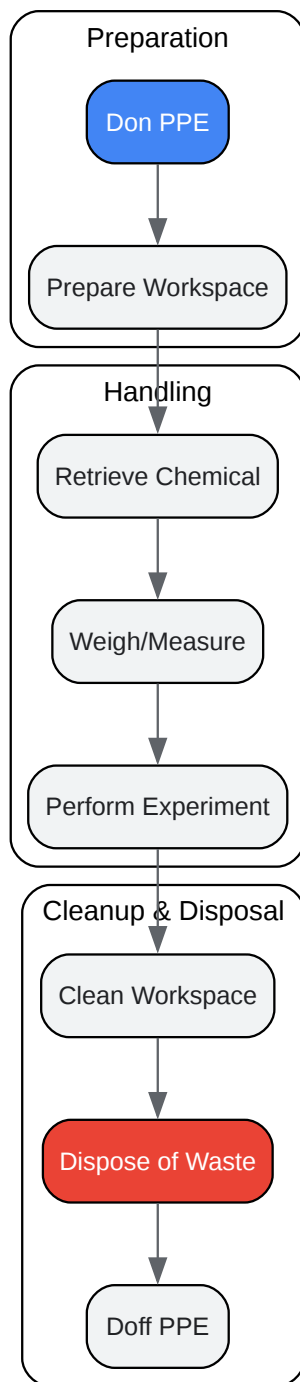 Preparation
Don PPE
Prepare Workspace
Handling
Retrieve Chemical
Weigh/Measure
Perform Experiment
Cleanup & Disposal
Clean Workspace
Dispose of Waste
Doff PPE